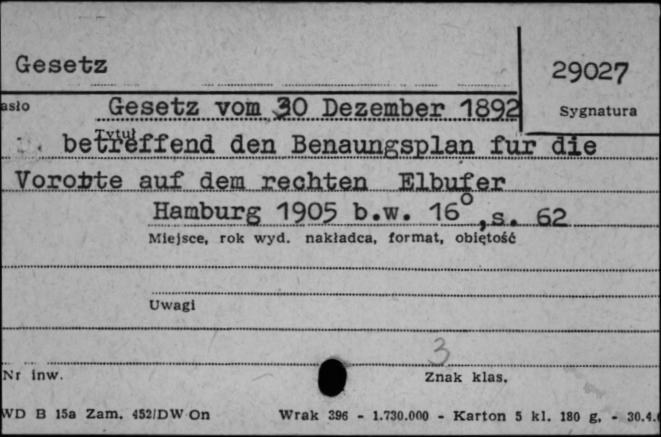 Gesetz
29027
asło
Gesetz vom 30 Dezember 1892
Sygnatura
Tytuł
betreffend den Benaungsplan fur die
Vorotte auf dem rechten Elbufer
Hamburg 1905 b.w. 16°, s. 62
Miejsce, rok wyd. nakładca, format, objętość
Uwagi
3
Nr inw.
Znak klas.
WD B 15a Zam. 452/DW On Wrak 396 - 1.730.000 - Karton 5 kl. 180 g. - 30.4.